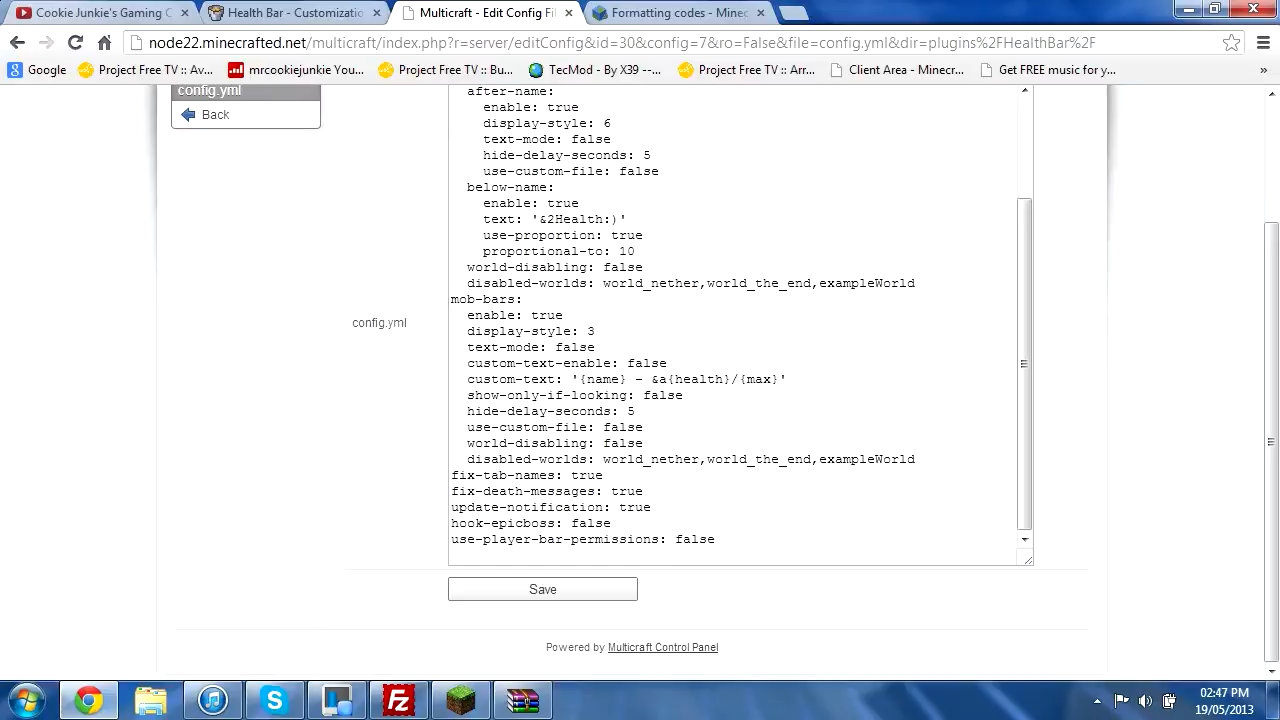 Cookie Junkie's Gaming C
Health Bar - Customizatio
Multicraft - Edit Config Fi
Formatting codes - Minec
node22.minecrafted.net/multicraft/index.php?r=server/editConfig&id=30&config=7&ro=False&file=config.yml&dir=plugins%2FHealthBar%2F
Google
Project Free TV :: Av...
mrcookiejunkie You...
Project Free TV :: Bu...
TecMod - By X39 --...
Project Free TV :: Arr...
Client Area - Minecr...
Get FREE music for y...
»
config.yml
Back
config.yml
after-name:
enable: true
display-style: 6
text-mode: false
hide-delay-seconds: 5
use-custom-file: false
below-name:
enable: true
text: '&2Health:)'
use-proportion: true
proportional-to: 10
world-disabling: false
disabled-worlds: world_nether,world_the_end,exampleWorld
mob-bars:
enable: true
display-style: 3
text-mode: false
custom-text-enable: false
custom-text: '{name} - &a{health}/{max}'
show-only-if-looking: false
hide-delay-seconds: 5
use-custom-file: false
world-disabling: false
disabled-worlds: world_nether,world_the_end,exampleWorld
fix-tab-names: true
fix-death-messages: true
update-notification: true
hook-epicboss: false
use-player-bar-permissions: false
Save
Powered by Multicraft Control Panel
02:47 PM
19/05/2013